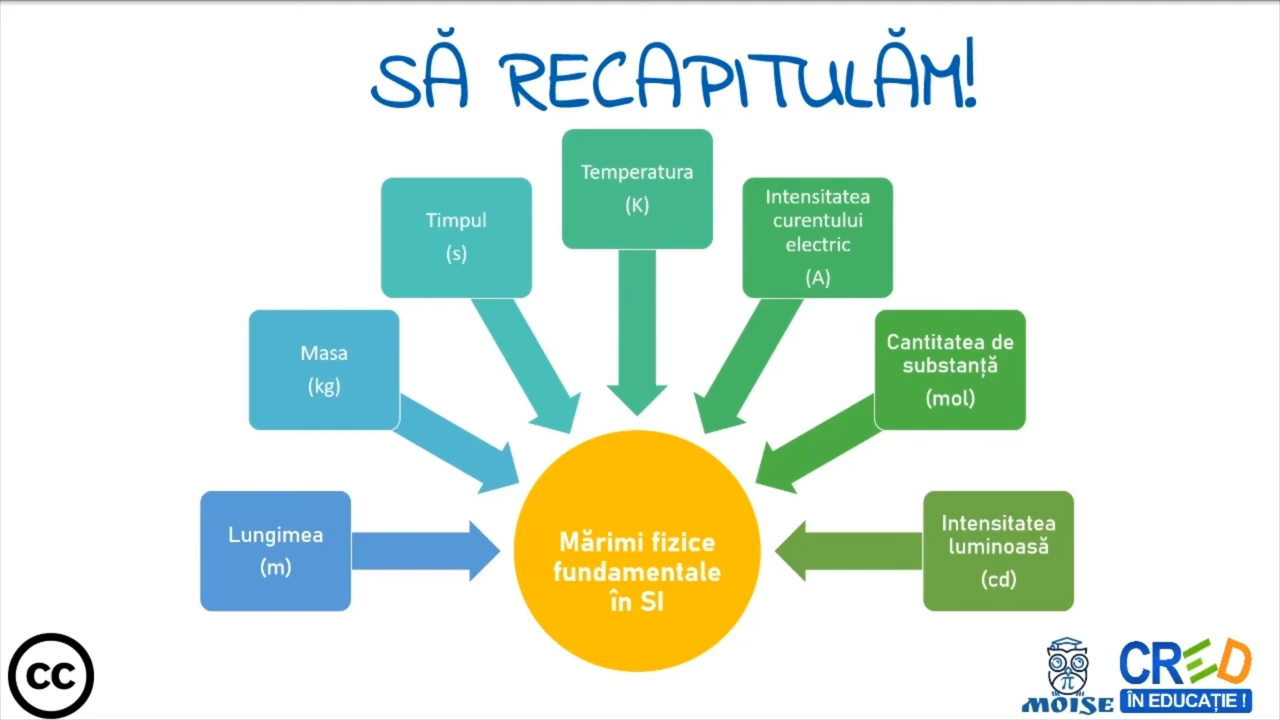 SĂ RECAPITULĂM!
Temperatura
(K)
Timpul
(s)
Intensitatea
curentului
electric
(A)
Masa
(kg)
Cantitatea de
substanță
(mol)
Lungimea
(m)
Intensitatea
luminoasă
(cd)
Mărimi fizice
fundamentale
în SI
cc
π
MOISE
CRED
ÎN EDUCAȚIE !